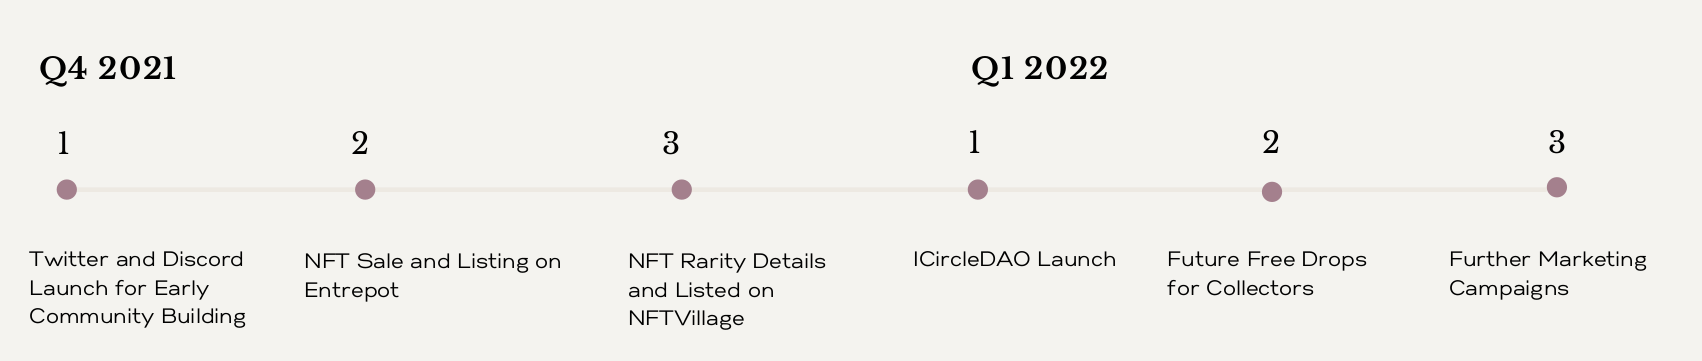 Q4 2021
1
Twitter and Discord
Launch for Early
Community Building
2
NFT Sale and Listing on
Entrepot
3
NFT Rarity Details
and Listed on
NFTVillage
Q1 2022
1
ICircleDAO Launch
2
Future Free Drops
for Collectors
3
Further Marketing
Campaigns